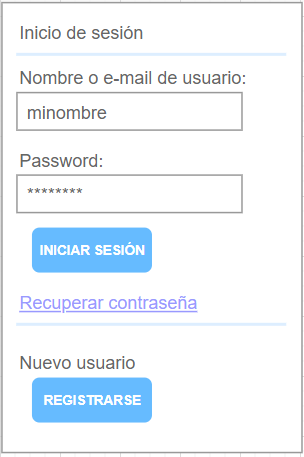 Inicio de sesión
Nombre o e-mail de usuario:
minombre
Password:
********
INICIAR SESIÓN
Recuperar contraseña
Nuevo usuario
REGISTRARSE